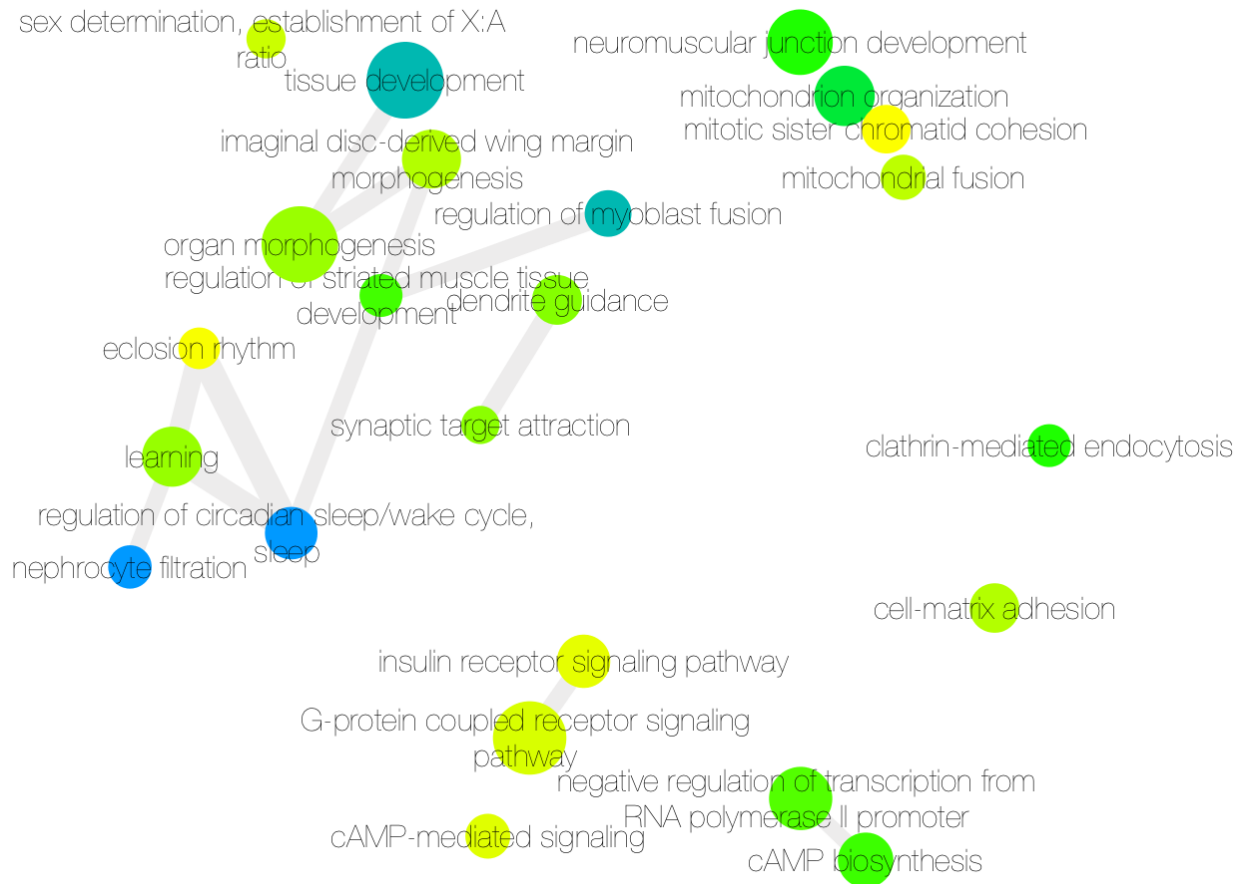 sex determination, establishment of X:A
ratio
tissue development
neuromuscular junction development
mitochondrion organization
mitotic sister chromatid cohesion
mitochondrial fusion
imaginal disc-derived wing margin
morphogenesis
regulation of myoblast fusion
organ morphogenesis
regulation of striated muscle tissue
development
dendrite guidance
eclosion rhythm
synaptic target attraction
clathrin-mediated endocytosis
learning
regulation of circadian sleep/wake cycle,
sleep
nephrocyte filtration
cell-matrix adhesion
insulin receptor signaling pathway
G-protein coupled receptor signaling
pathway
negative regulation of transcription from
RNA polymerase II promoter
cAMP-mediated signaling
cAMP biosynthesis